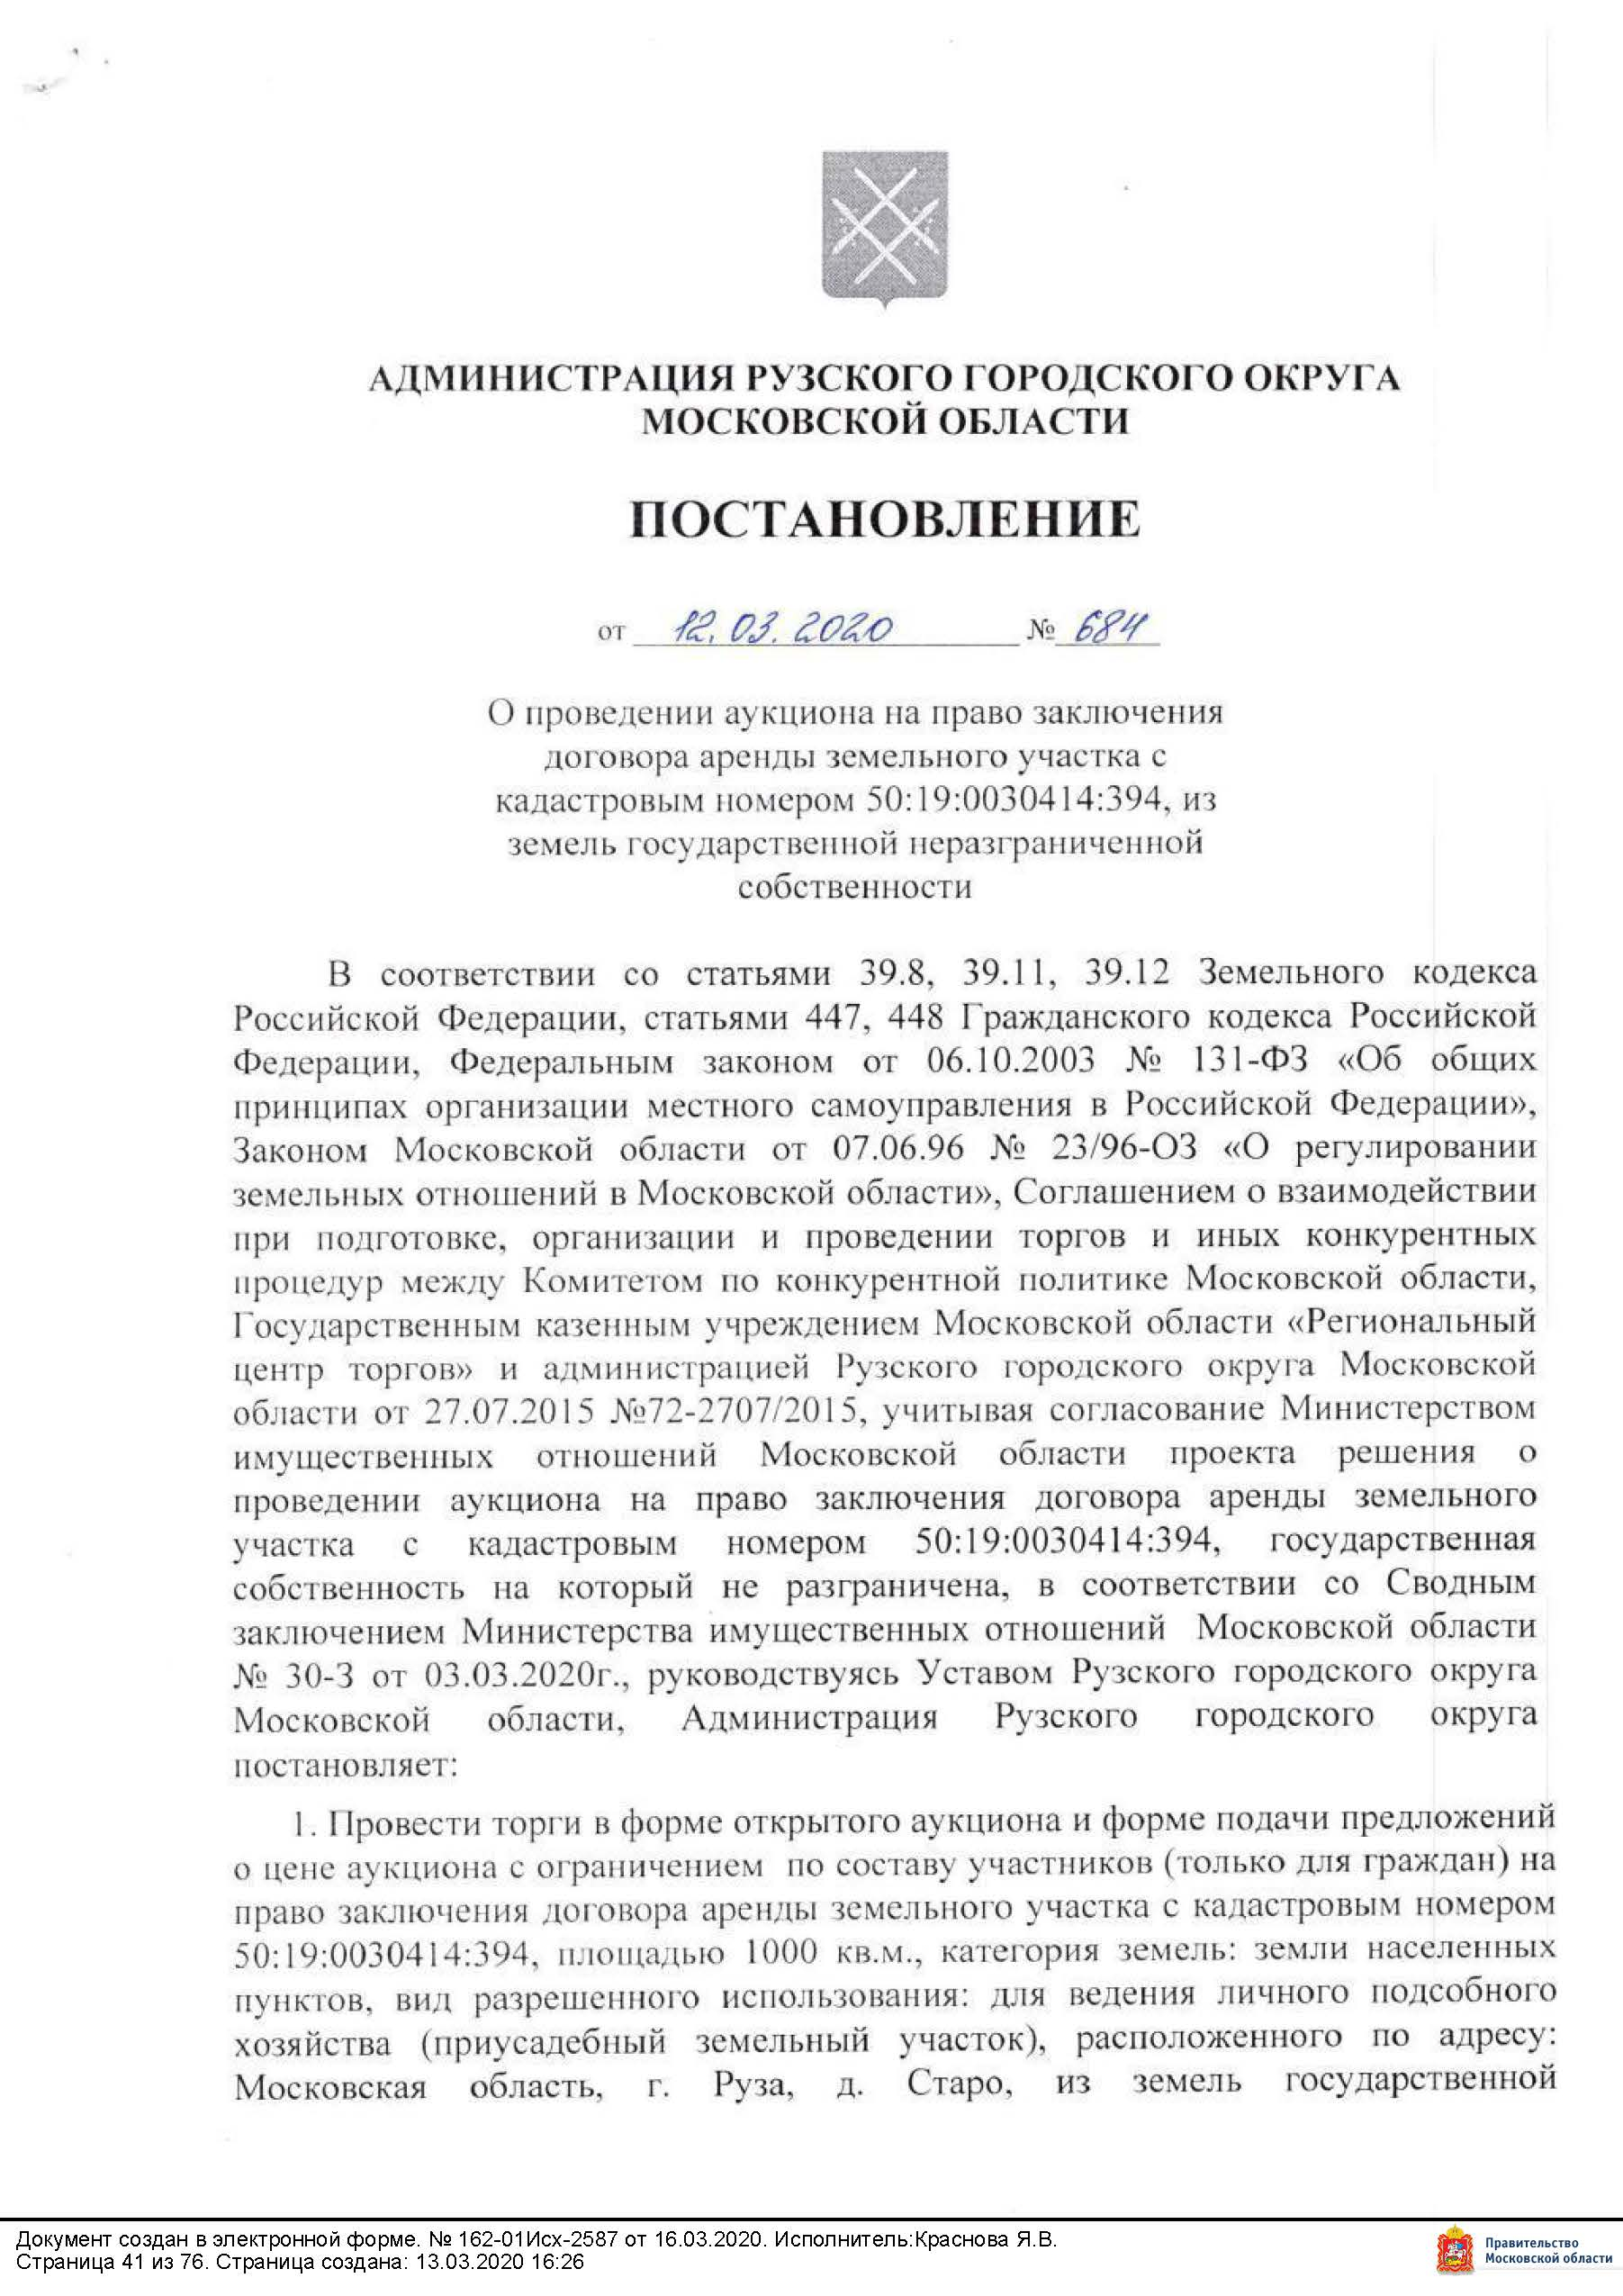 АДМИНИСТРАЦИЯ РУЗСКОГО ГОРОДСКОГО ОКРУГА
МОСКОВСКОЙ ОБЛАСТИ
ПОСТАНОВЛЕНИЕ
от 12.03.2020 № 684
О проведении аукциона на право заключения
договора аренды земельного участка с
кадастровым номером 50:19:0030414:394, из
земель государственной неразграниченной
собственности
В соответствии со статьями 39.8, 39.11, 39.12 Земельного кодекса
Российской Федерации, статьями 447, 448 Гражданского кодекса Российской
Федерации, Федеральным законом от 06.10.2003 № 131-ФЗ «Об общих
принципах организации местного самоуправления в Российской Федерации»,
Законом Московской области от 07.06.96 № 23/96-ОЗ «О регулировании
земельных отношений в Московской области», Соглашением о взаимодействии
при подготовке, организации и проведении торгов и иных конкурентных
процедур между Комитетом по конкурентной политике Московской области,
Государственным казенным учреждением Московской области «Региональный
центр торгов» и администрацией Рузского городского округа Московской
области от 27.07.2015 №72-2707/2015, учитывая согласование Министерством
имущественных отношений Московской области проекта решения о
проведении аукциона на право заключения договора аренды земельного
участка с кадастровым номером 50:19:0030414:394, государственная
собственность на который не разграничена, в соответствии со Сводным
заключением Министерства имущественных отношений Московской области
№ 30-З от 03.03.2020г., руководствуясь Уставом Рузского городского округа
Московской области, Администрация Рузского городского округа
постановляет:
1. Провести торги в форме открытого аукциона и форме подачи предложений
о цене аукциона с ограничением по составу участников (только для граждан) на
право заключения договора аренды земельного участка с кадастровым номером
50:19:0030414:394, площадью 1000 кв.м., категория земель: земли населенных
пунктов, вид разрешенного использования: для ведения личного подсобного
хозяйства (приусадебный земельный участок), расположенного по адресу:
Московская область, г. Руза, д. Старо, из земель государственной
Документ создан в электронной форме. № 162-01Исх-2587 от 16.03.2020. Исполнитель:Краснова Я.В.
Страница 41 из 76. Страница создана: 13.03.2020 16:26
Правительство
Московской области